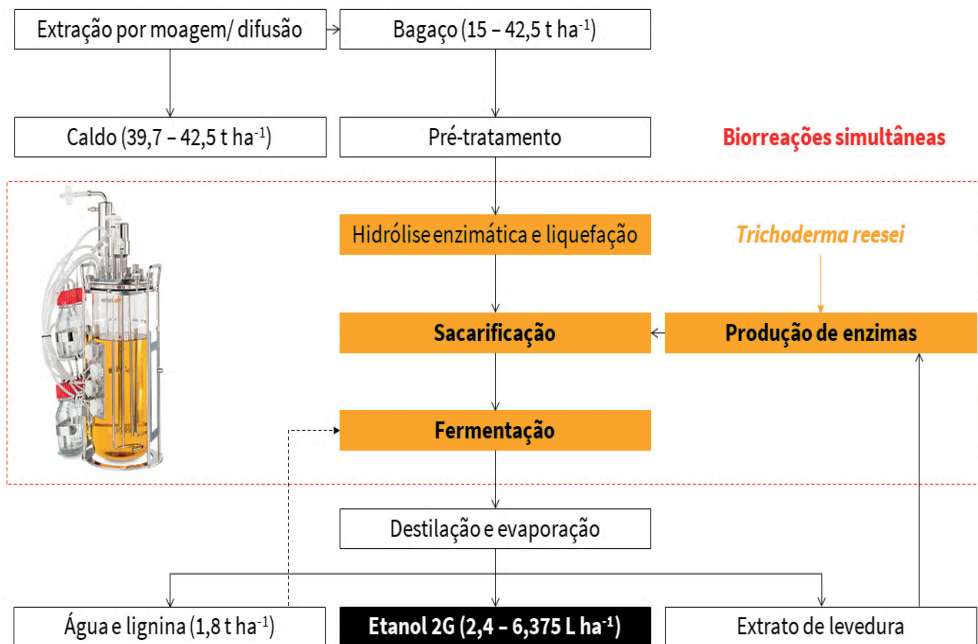 Extração por moagem/ difusão
Bagaço (15 – 42,5 t ha⁻¹)
Caldo (39,7 – 42,5 t ha⁻¹)
Pré-tratamento
Biorreações simultâneas
Hidrólise enzimática e liquefação
Trichoderma reesei
Sacarificação
Produção de enzimas
Fermentação
Destilação e evaporação
Água e lignina (1,8 t ha⁻¹)
Etanol 2G (2,4 – 6,375 L ha⁻¹)
Extrato de levedura